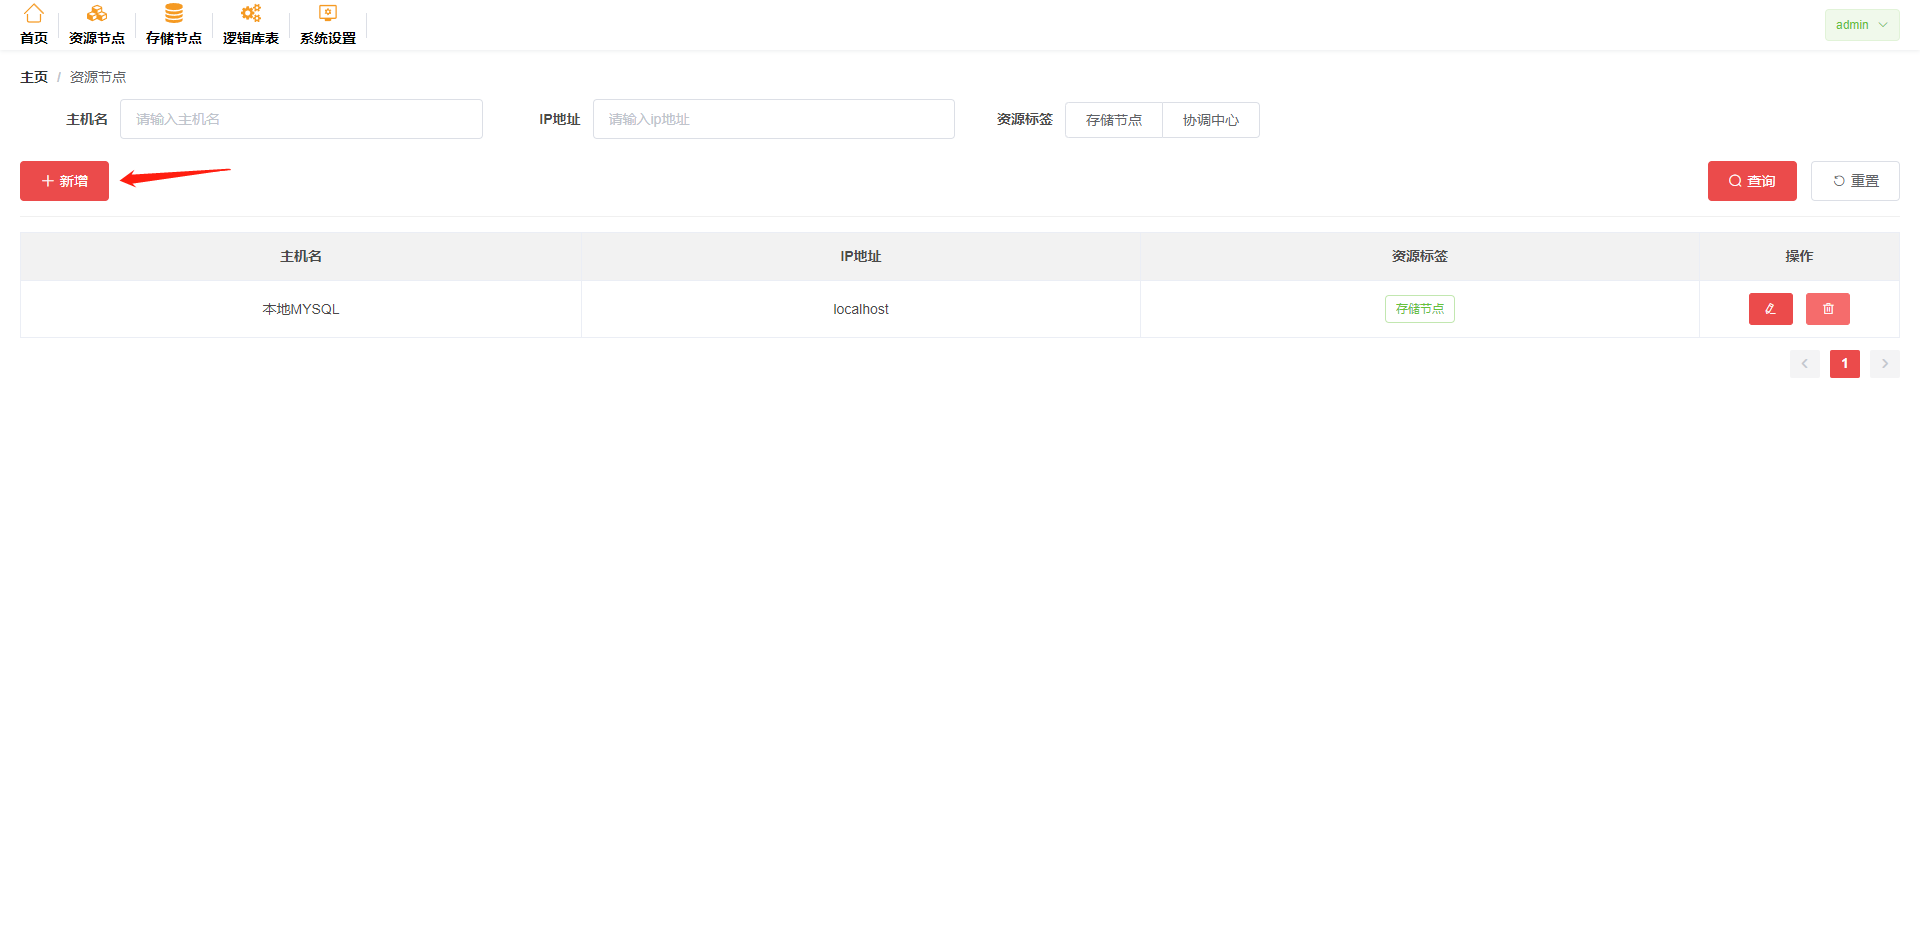 首页 资源节点 存储节点 逻辑库表 系统设置 admin
主页 / 资源节点
主机名 请输入主机名 IP地址 请输入ip地址 资源标签 存储节点 协调中心
新增 查询 重置
主机名 IP地址 资源标签 操作
本地MYSQL localhost 存储节点
1